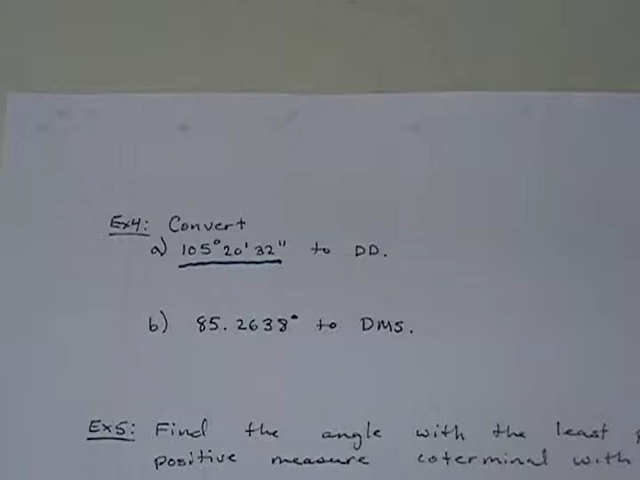 Ex4: Convert
a) 105°20'32" to DD.
b) 85.2638° to DMS.
Ex5: Find the angle with the least
positive measure coterminal with